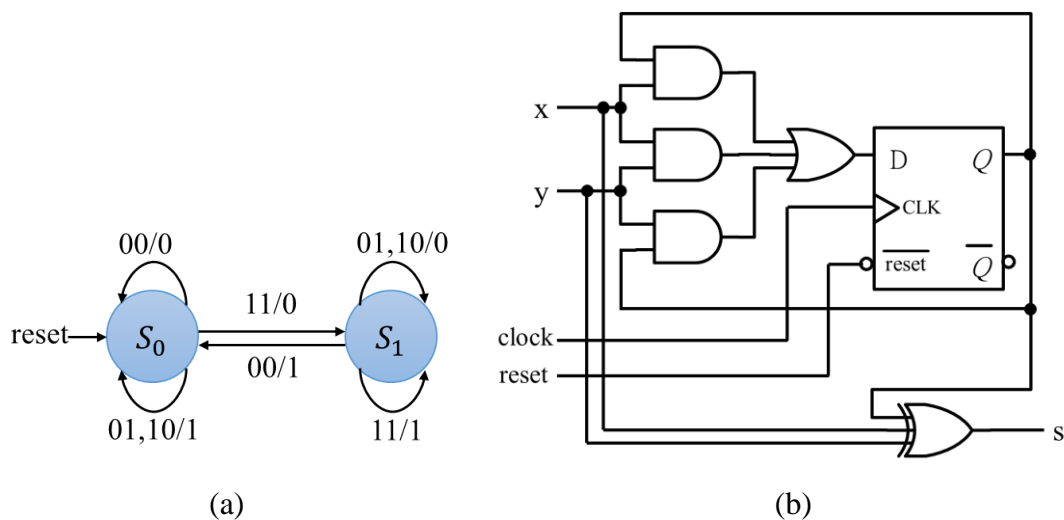 00/0
01,10/0
reset
S₀
11/0
00/1
S₁
01,10/1
11/1
(a)
x
y
D
Q
CLK
reset
Q
clock
reset
s
(b)